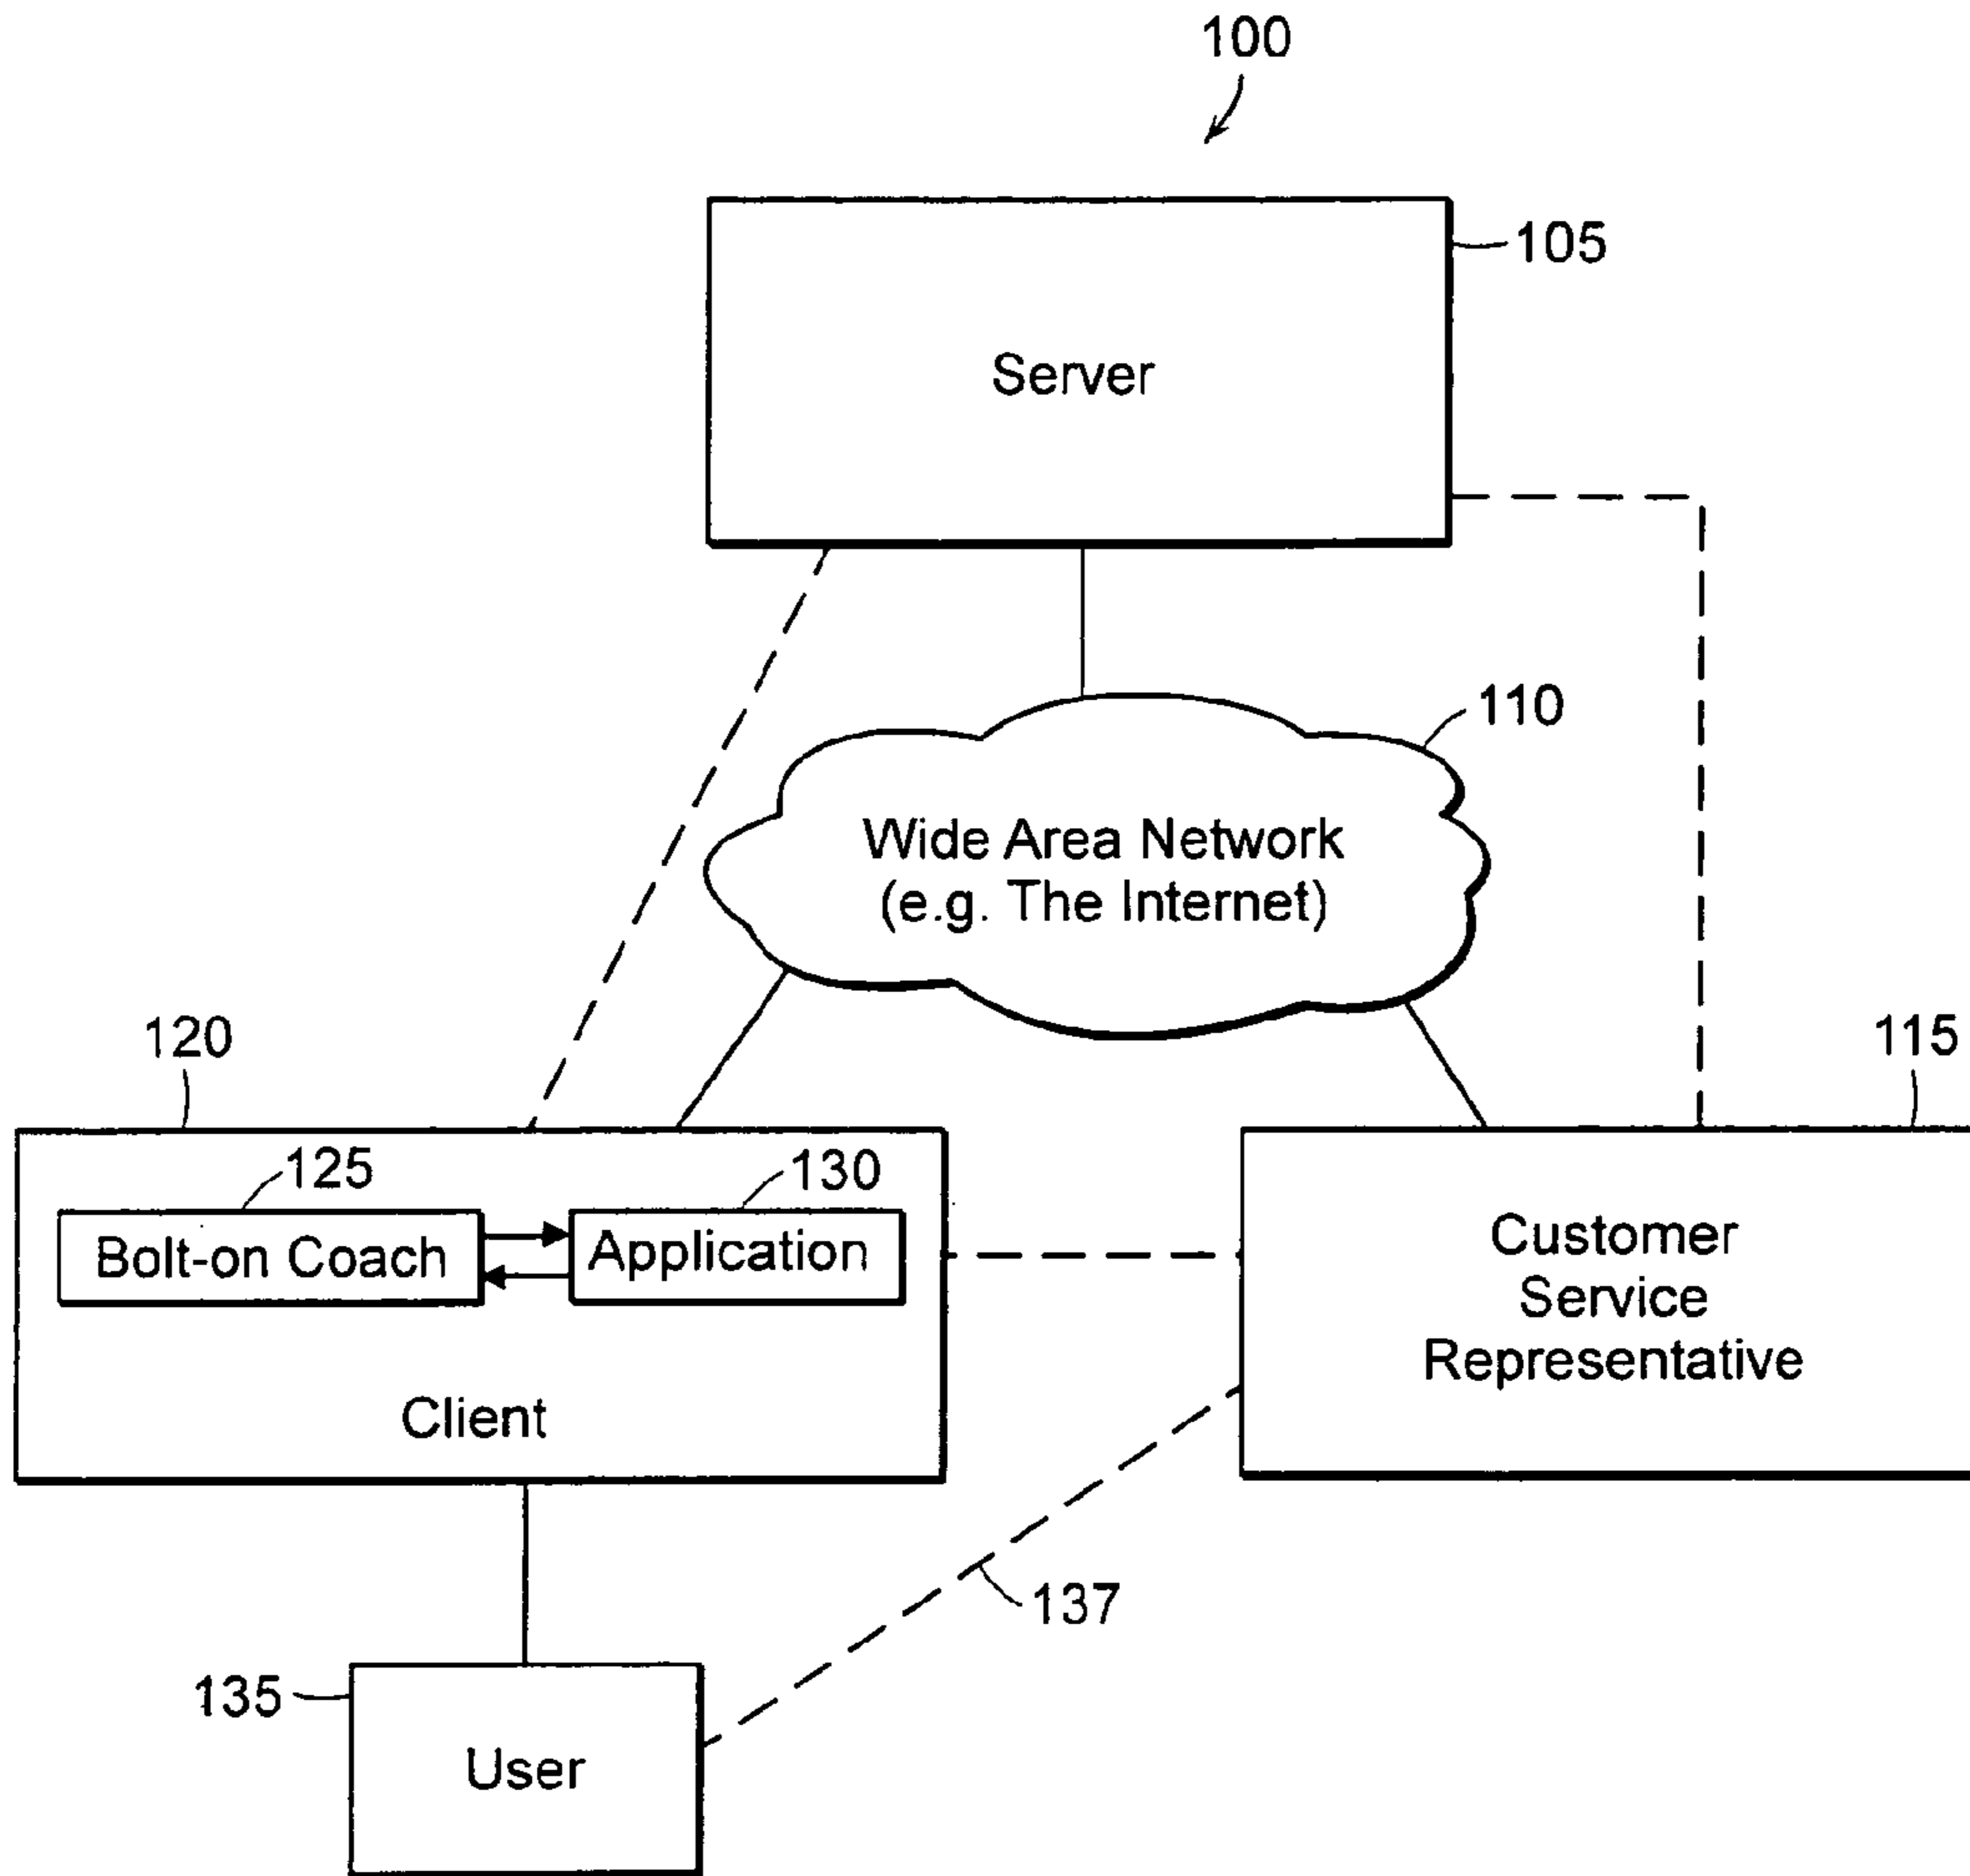 100
105
Server
110
Wide Area Network
(e.g. The Internet)
120
115
125
130
Bolt-on Coach
Application
Client
Customer
Service
Representative
137
135
User